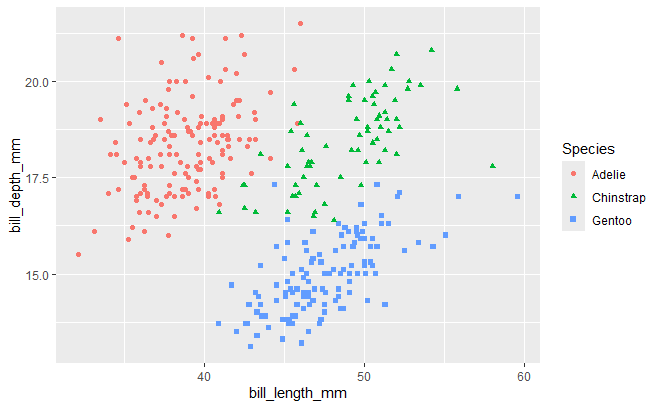 20.0
17.5
15.0
bill_depth_mm
40
50
60
bill_length_mm
Species
Adelie
Chinstrap
Gentoo